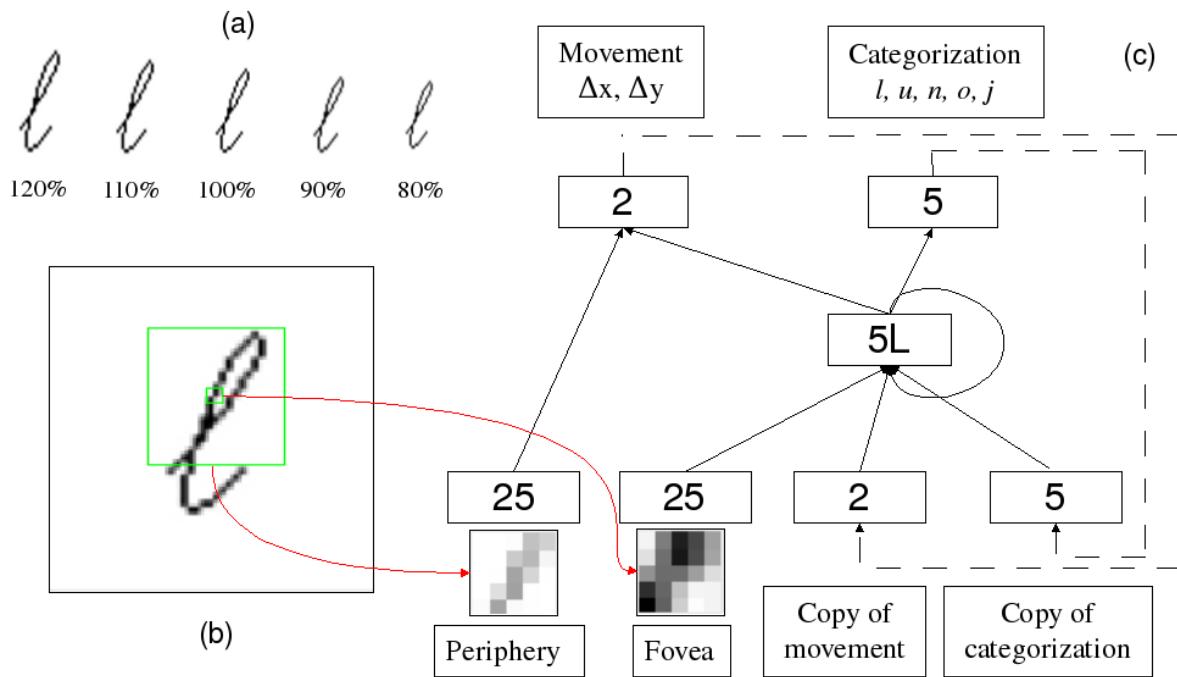 (a)
120% 110% 100% 90% 80%
(b)
(c)
Movement
Δx, Δy
Categorization
l, u, n, o, j
2
5
5L
25
25
2
5
Periphery
Fovea
Copy of
movement
Copy of
categorization